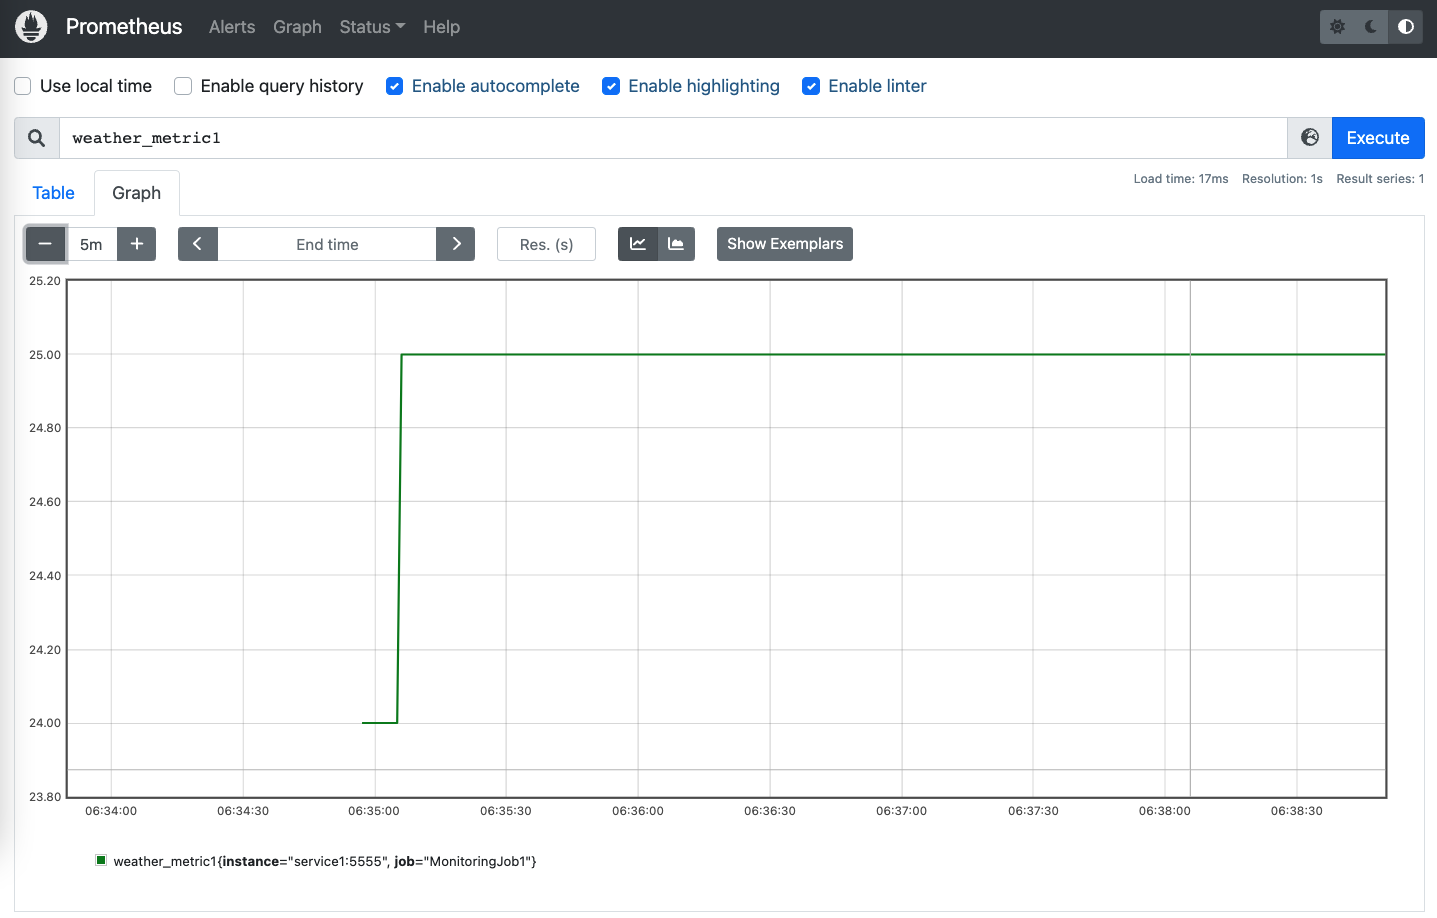 Prometheus Alerts Graph Status Help
Use local time Enable query history Enable autocomplete Enable highlighting Enable linter
weather_metric1 Execute
Load time: 17ms Resolution: 1s Result series: 1
Table Graph
5m End time Res. (s) Show Exemplars
25.20
25.00
24.80
24.60
24.40
24.20
24.00
23.80
06:34:00 06:34:30 06:35:00 06:35:30 06:36:00 06:36:30 06:37:00 06:37:30 06:38:00 06:38:30
weather_metric1{instance="service1:5555", job="MonitoringJob1"}